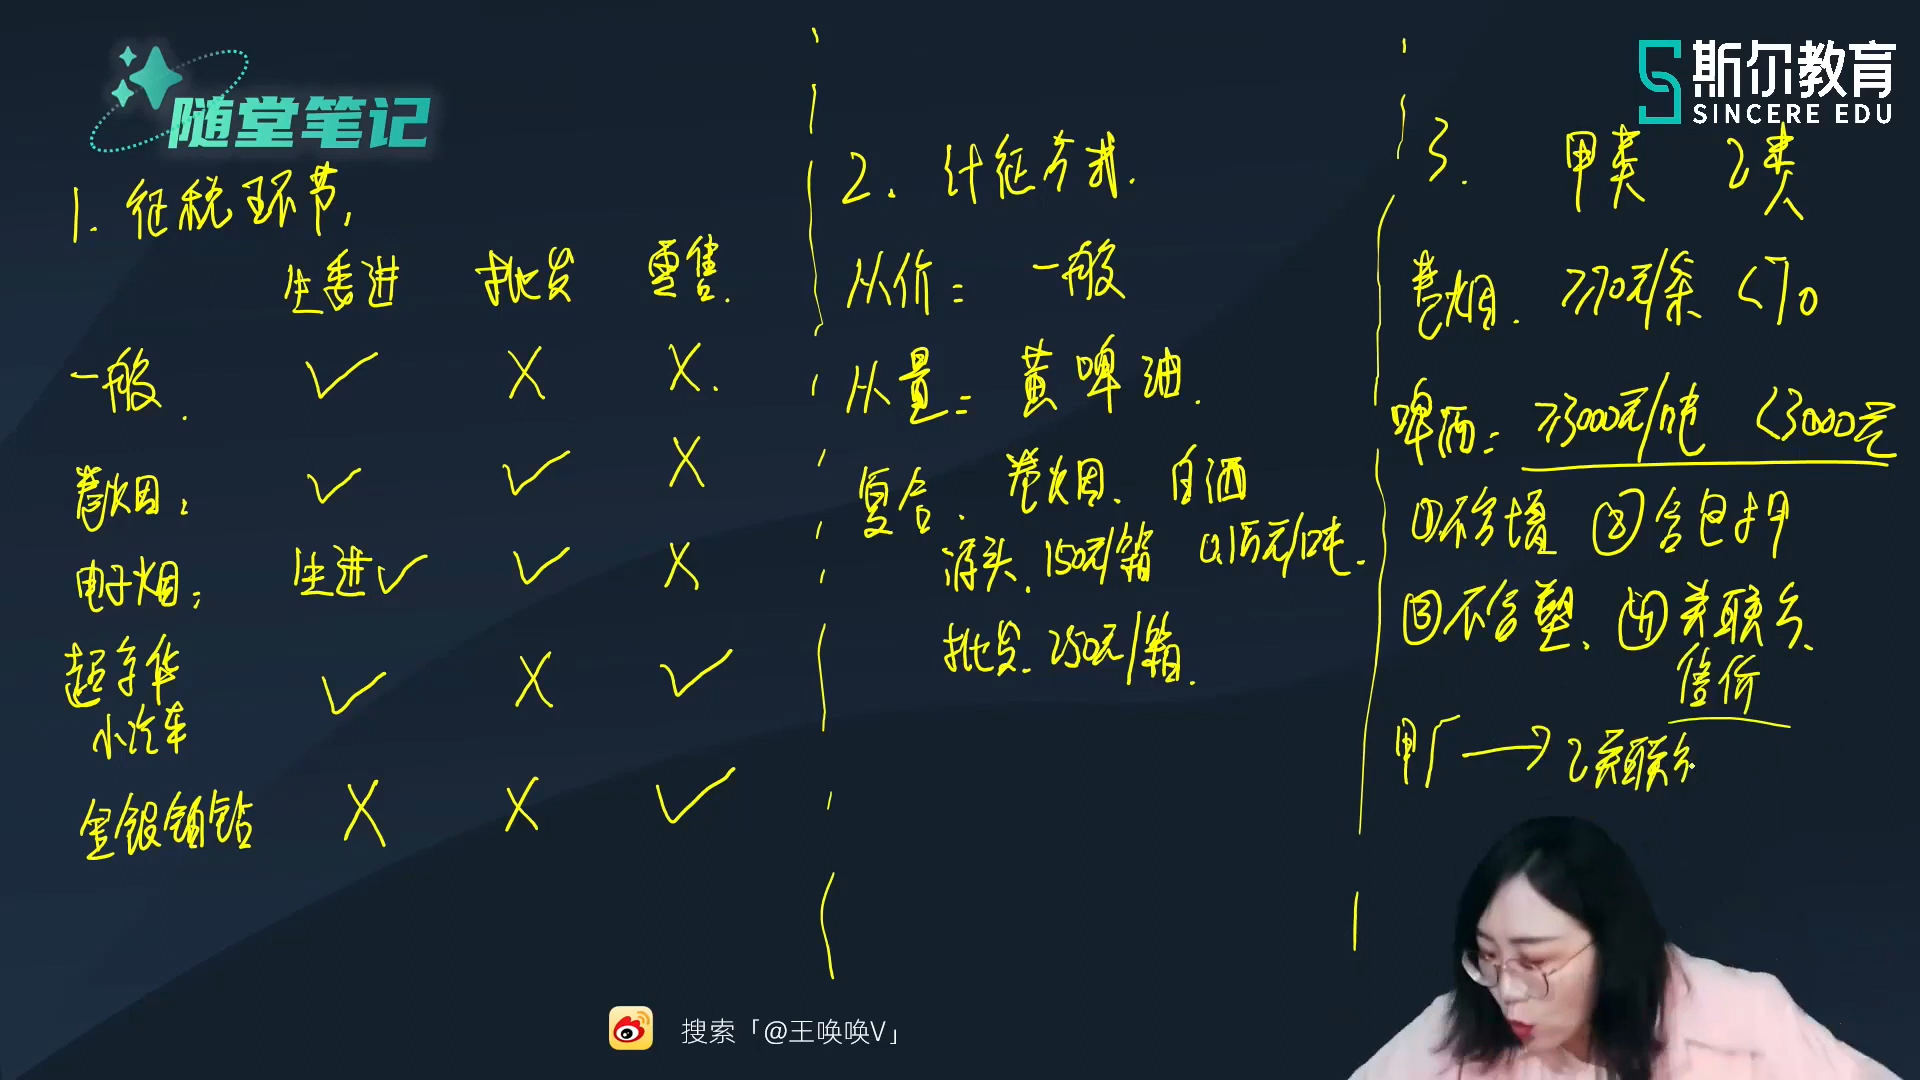 随堂笔记
斯尔教育
SINCERE EDU
1. 征税环节,
生委进 批发 零售.
一般. ✓ X X.
卷烟: ✓ ✓ X
电子烟: 生进✓ ✓ X
超豪华 ✓ X ✓
小汽车
金银铂钻 X X ✓
2. 计征方式.
从价: 一般
从量: 黄啤油.
复合. 卷烟. 白酒
源头. 150元/箱 0.1万元/吨.
批发. 250元/箱.
3. 甲类 乙类
卷烟. ≥70元/条 <70
啤酒: ≥3000元/吨 <3000元
①不含增 ②含包押
③不含塑、④关联方.
售价
甲厂→乙关联方
搜索「@王唤唤V」